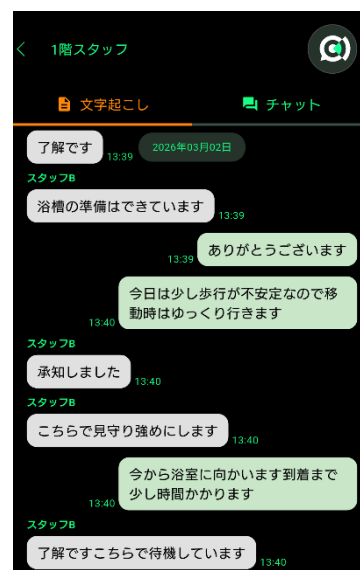 1階スタッフ
文字起こし
チャット
了解です
13:39
2026年03月02日
スタッフB
浴槽の準備はできています
13:39
ありがとうございます
13:39
今日は少し歩行が不安定なので移
動時はゆっくり行きます
13:40
スタッフB
承知しました
13:40
スタッフB
こちらで見守り強めにします
13:40
今から浴室に向かいます到着まで
少し時間かかります
13:40
スタッフB
了解ですこちらで待機しています
13:40